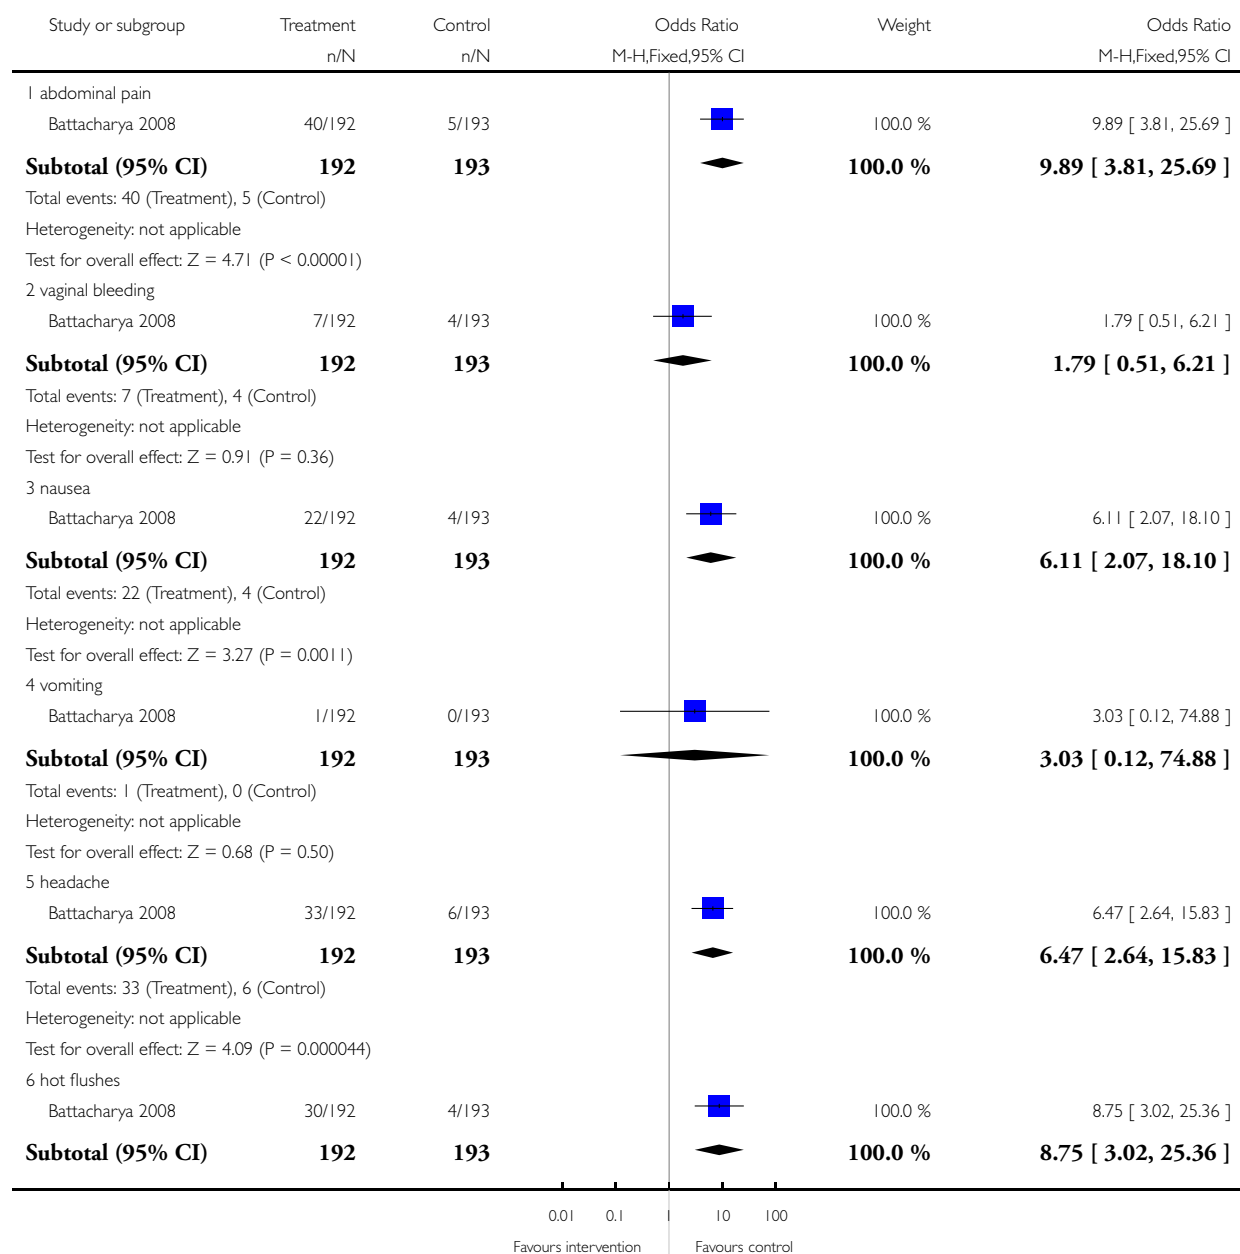 Study or subgroup Treatment Control Odds Ratio Weight Odds Ratio
n/N n/N M-H,Fixed,95% CI M-H,Fixed,95% CI
1 abdominal pain
Battacharya 2008 40/192 5/193 100.0 % 9.89 [ 3.81, 25.69 ]
Subtotal (95% CI) 192 193 100.0 % 9.89 [ 3.81, 25.69 ]
Total events: 40 (Treatment), 5 (Control)
Heterogeneity: not applicable
Test for overall effect: Z = 4.71 (P < 0.00001)
2 vaginal bleeding
Battacharya 2008 7/192 4/193 100.0 % 1.79 [ 0.51, 6.21 ]
Subtotal (95% CI) 192 193 100.0 % 1.79 [ 0.51, 6.21 ]
Total events: 7 (Treatment), 4 (Control)
Heterogeneity: not applicable
Test for overall effect: Z = 0.91 (P = 0.36)
3 nausea
Battacharya 2008 22/192 4/193 100.0 % 6.11 [ 2.07, 18.10 ]
Subtotal (95% CI) 192 193 100.0 % 6.11 [ 2.07, 18.10 ]
Total events: 22 (Treatment), 4 (Control)
Heterogeneity: not applicable
Test for overall effect: Z = 3.27 (P = 0.0011)
4 vomiting
Battacharya 2008 1/192 0/193 100.0 % 3.03 [ 0.12, 74.88 ]
Subtotal (95% CI) 192 193 100.0 % 3.03 [ 0.12, 74.88 ]
Total events: 1 (Treatment), 0 (Control)
Heterogeneity: not applicable
Test for overall effect: Z = 0.68 (P = 0.50)
5 headache
Battacharya 2008 33/192 6/193 100.0 % 6.47 [ 2.64, 15.83 ]
Subtotal (95% CI) 192 193 100.0 % 6.47 [ 2.64, 15.83 ]
Total events: 33 (Treatment), 6 (Control)
Heterogeneity: not applicable
Test for overall effect: Z = 4.09 (P = 0.000044)
6 hot flushes
Battacharya 2008 30/192 4/193 100.0 % 8.75 [ 3.02, 25.36 ]
Subtotal (95% CI) 192 193 100.0 % 8.75 [ 3.02, 25.36 ]
0.01 0.1 1 10 100
Favours intervention Favours control